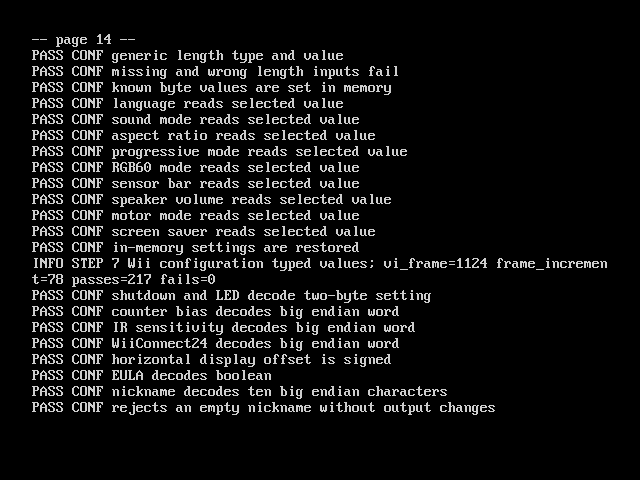 -- page 14 --
PASS CONF generic length type and value
PASS CONF missing and wrong length inputs fail
PASS CONF known byte values are set in memory
PASS CONF language reads selected value
PASS CONF sound mode reads selected value
PASS CONF aspect ratio reads selected value
PASS CONF progressive mode reads selected value
PASS CONF RGB60 mode reads selected value
PASS CONF sensor bar reads selected value
PASS CONF speaker volume reads selected value
PASS CONF motor mode reads selected value
PASS CONF screen saver reads selected value
PASS CONF in-memory settings are restored
INFO STEP 7 Wii configuration typed values; vi_frame=1124 frame_incremen
t=78 passes=217 fails=0
PASS CONF shutdown and LED decode two-byte setting
PASS CONF counter bias decodes big endian word
PASS CONF IR sensitivity decodes big endian word
PASS CONF WiiConnect24 decodes big endian word
PASS CONF horizontal display offset is signed
PASS CONF EULA decodes boolean
PASS CONF nickname decodes ten big endian characters
PASS CONF rejects an empty nickname without output changes